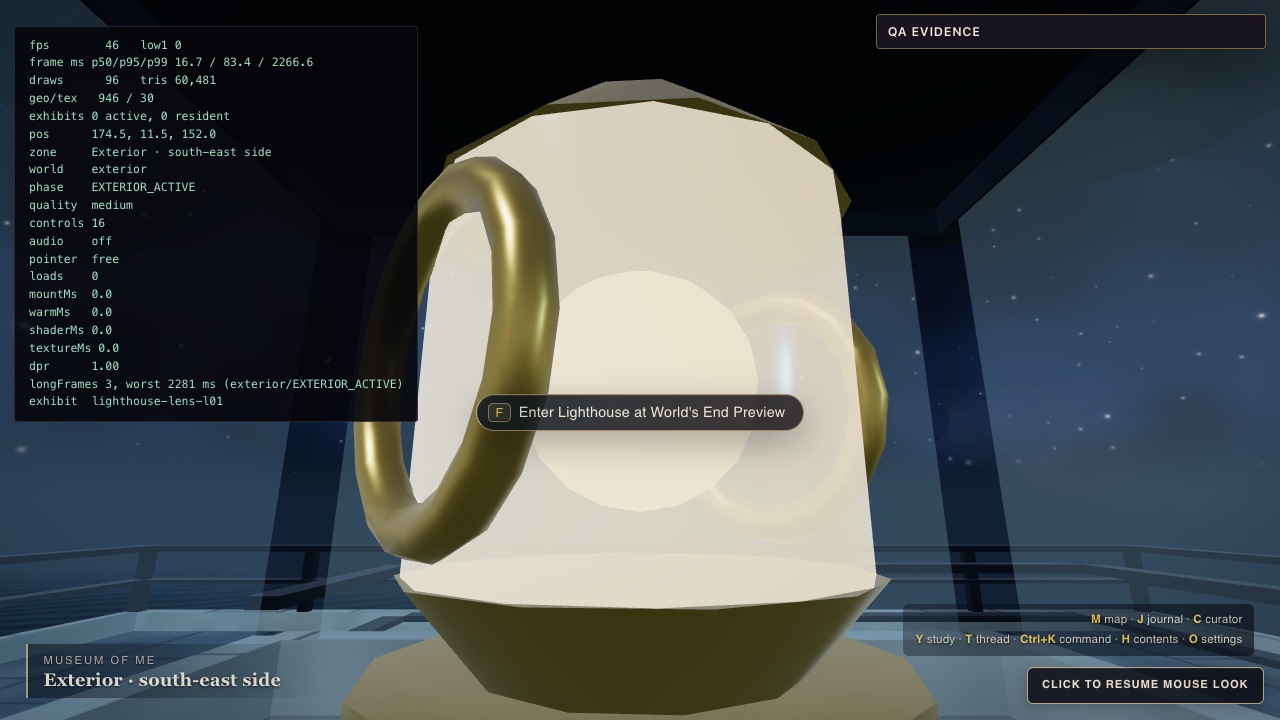 fps 46 low1 0
frame ms p50/p95/p99 16.7 / 83.4 / 2266.6
draws 96 tris 60,481
geo/tex 946 / 30
exhibits 0 active, 0 resident
pos 174.5, 11.5, 152.0
zone Exterior · south-east side
world exterior
phase EXTERIOR_ACTIVE
quality medium
controls 16
audio off
pointer free
loads 0
mountMs 0.0
warmMs 0.0
shaderMs 0.0
textureMs 0.0
dpr 1.00
longFrames 3, worst 2281 ms (exterior/EXTERIOR_ACTIVE)
exhibit lighthouse-lens-l01
QA EVIDENCE
F Enter Lighthouse at World's End Preview
M map · J journal · C curator
Y study · T thread · Ctrl+K command · H contents · O settings
MUSEUM OF ME
Exterior · south-east side
CLICK TO RESUME MOUSE LOOK